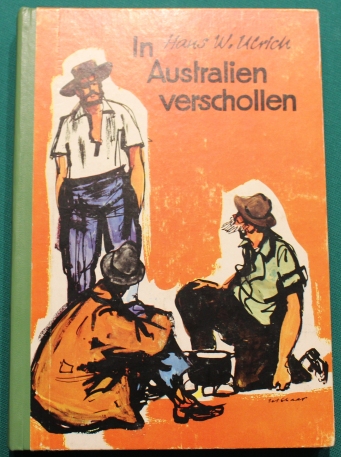 Hans W. Ulrich
In
Australien
verschollen